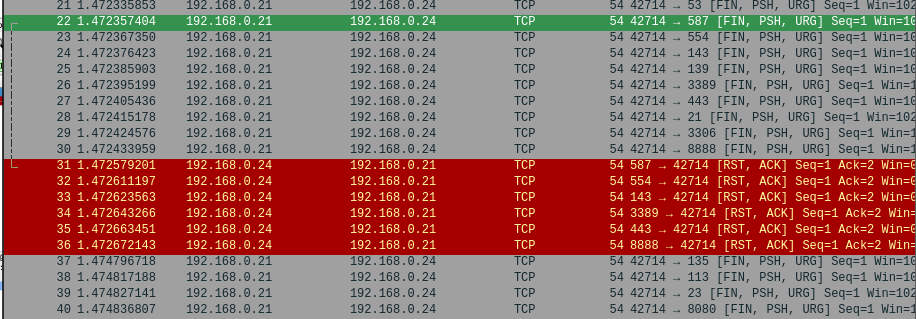 21 1.472335853 192.168.0.21 192.168.0.24 TCP 54 42714 → 53 [FIN, PSH, URG] Seq=1 Win=102
22 1.472357404 192.168.0.21 192.168.0.24 TCP 54 42714 → 587 [FIN, PSH, URG] Seq=1 Win=10
23 1.472367350 192.168.0.21 192.168.0.24 TCP 54 42714 → 554 [FIN, PSH, URG] Seq=1 Win=10
24 1.472376423 192.168.0.21 192.168.0.24 TCP 54 42714 → 143 [FIN, PSH, URG] Seq=1 Win=10
25 1.472385903 192.168.0.21 192.168.0.24 TCP 54 42714 → 139 [FIN, PSH, URG] Seq=1 Win=10
26 1.472395199 192.168.0.21 192.168.0.24 TCP 54 42714 → 3389 [FIN, PSH, URG] Seq=1 Win=1
27 1.472405436 192.168.0.21 192.168.0.24 TCP 54 42714 → 443 [FIN, PSH, URG] Seq=1 Win=10
28 1.472415178 192.168.0.21 192.168.0.24 TCP 54 42714 → 21 [FIN, PSH, URG] Seq=1 Win=102
29 1.472424576 192.168.0.21 192.168.0.24 TCP 54 42714 → 3306 [FIN, PSH, URG] Seq=1 Win=1
30 1.472433959 192.168.0.21 192.168.0.24 TCP 54 42714 → 8888 [FIN, PSH, URG] Seq=1 Win=1
31 1.472579201 192.168.0.24 192.168.0.21 TCP 54 587 → 42714 [RST, ACK] Seq=1 Ack=2 Win=0
32 1.472611197 192.168.0.24 192.168.0.21 TCP 54 554 → 42714 [RST, ACK] Seq=1 Ack=2 Win=0
33 1.472623563 192.168.0.24 192.168.0.21 TCP 54 143 → 42714 [RST, ACK] Seq=1 Ack=2 Win=0
34 1.472643266 192.168.0.24 192.168.0.21 TCP 54 3389 → 42714 [RST, ACK] Seq=1 Ack=2 Win=
35 1.472663451 192.168.0.24 192.168.0.21 TCP 54 443 → 42714 [RST, ACK] Seq=1 Ack=2 Win=0
36 1.472672143 192.168.0.24 192.168.0.21 TCP 54 8888 → 42714 [RST, ACK] Seq=1 Ack=2 Win=
37 1.474796718 192.168.0.21 192.168.0.24 TCP 54 42714 → 135 [FIN, PSH, URG] Seq=1 Win=10
38 1.474817188 192.168.0.21 192.168.0.24 TCP 54 42714 → 113 [FIN, PSH, URG] Seq=1 Win=10
39 1.474827141 192.168.0.21 192.168.0.24 TCP 54 42714 → 23 [FIN, PSH, URG] Seq=1 Win=102
40 1.474836807 192.168.0.21 192.168.0.24 TCP 54 42714 → 8080 [FIN, PSH, URG] Seq=1 Win=1